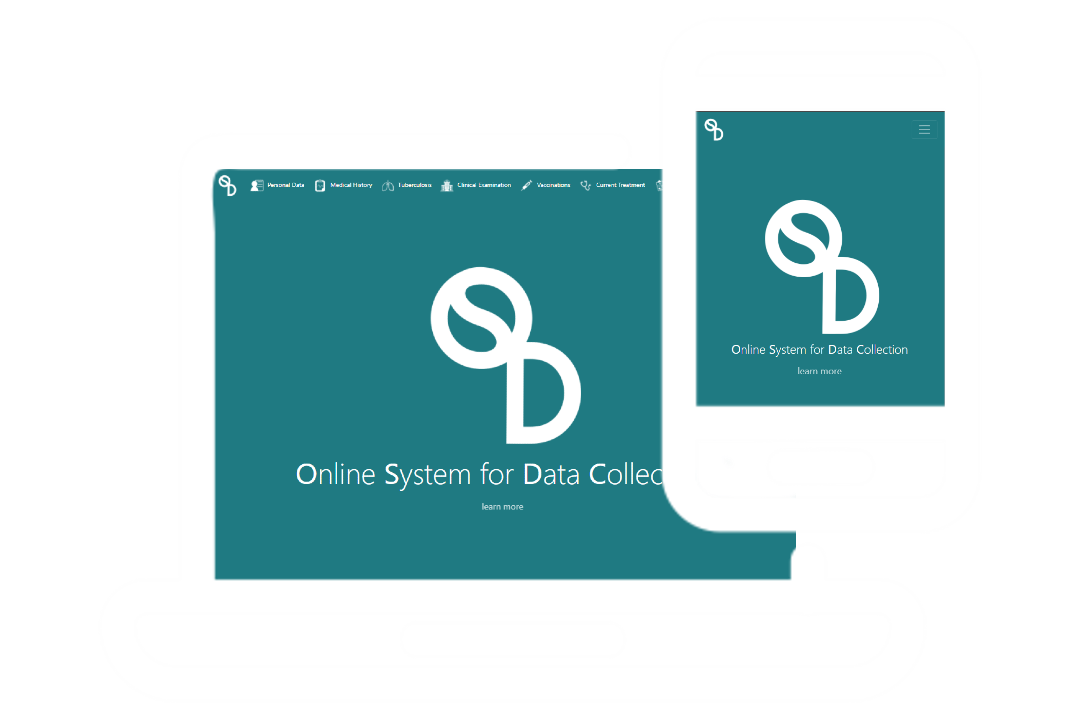 Personal Data Medical History Tuberculosis Clinical Examination Vaccinations Current Treatment
Online System for Data Collec
learn more
Online System for Data Collection
learn more